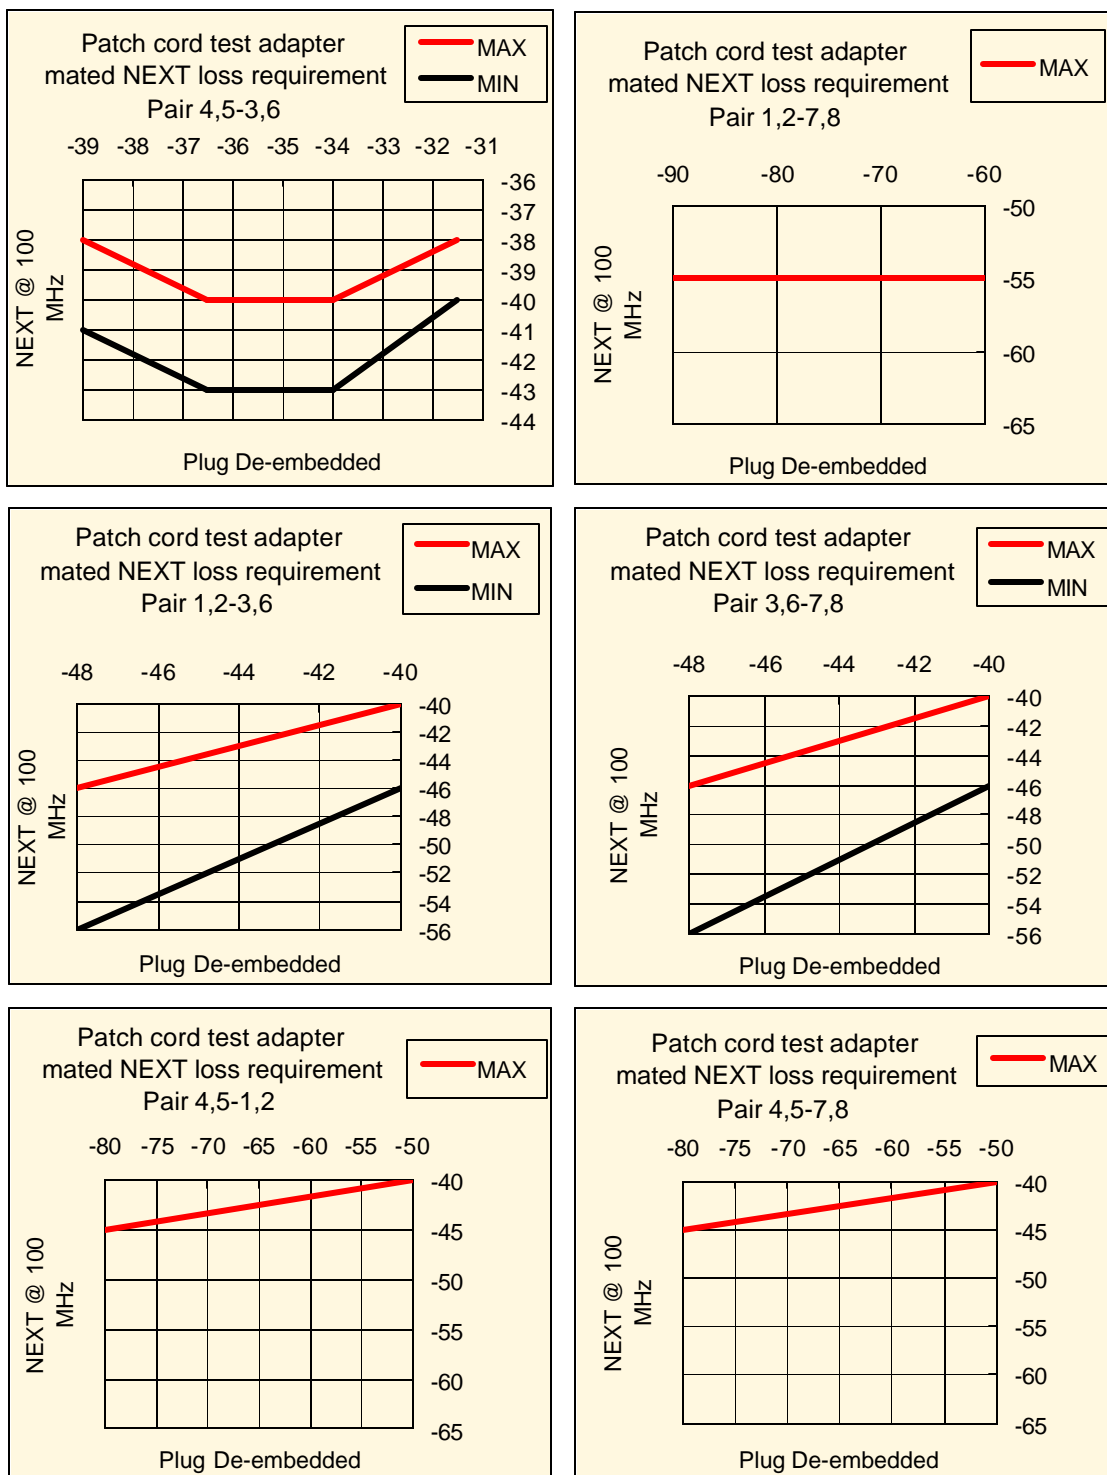 Patch cord test adapter
mated NEXT loss requirement
Pair 4,5-3,6
MAX
MIN
-39 -38 -37 -36 -35 -34 -33 -32 -31
-36
-37
-38
-39
-40
-41
-42
-43
-44
NEXT @ 100
MHz
Plug De-embedded
Patch cord test adapter
mated NEXT loss requirement
Pair 1,2-7,8
MAX
-90 -80 -70 -60
-50
-55
-60
-65
NEXT @ 100
MHz
Plug De-embedded
Patch cord test adapter
mated NEXT loss requirement
Pair 1,2-3,6
MAX
MIN
-48 -46 -44 -42 -40
-40
-42
-44
-46
-48
-50
-52
-54
-56
NEXT @ 100
MHz
Plug De-embedded
Patch cord test adapter
mated NEXT loss requirement
Pair 3,6-7,8
MAX
MIN
-48 -46 -44 -42 -40
-40
-42
-44
-46
-48
-50
-52
-54
-56
NEXT @ 100
MHz
Plug De-embedded
Patch cord test adapter
mated NEXT loss requirement
Pair 4,5-1,2
MAX
-80 -75 -70 -65 -60 -55 -50
-40
-45
-50
-55
-60
-65
NEXT @ 100
MHz
Plug De-embedded
Patch cord test adapter
mated NEXT loss requirement
Pair 4,5-7,8
MAX
-80 -75 -70 -65 -60 -55 -50
-40
-45
-50
-55
-60
-65
NEXT @ 100
MHz
Plug De-embedded